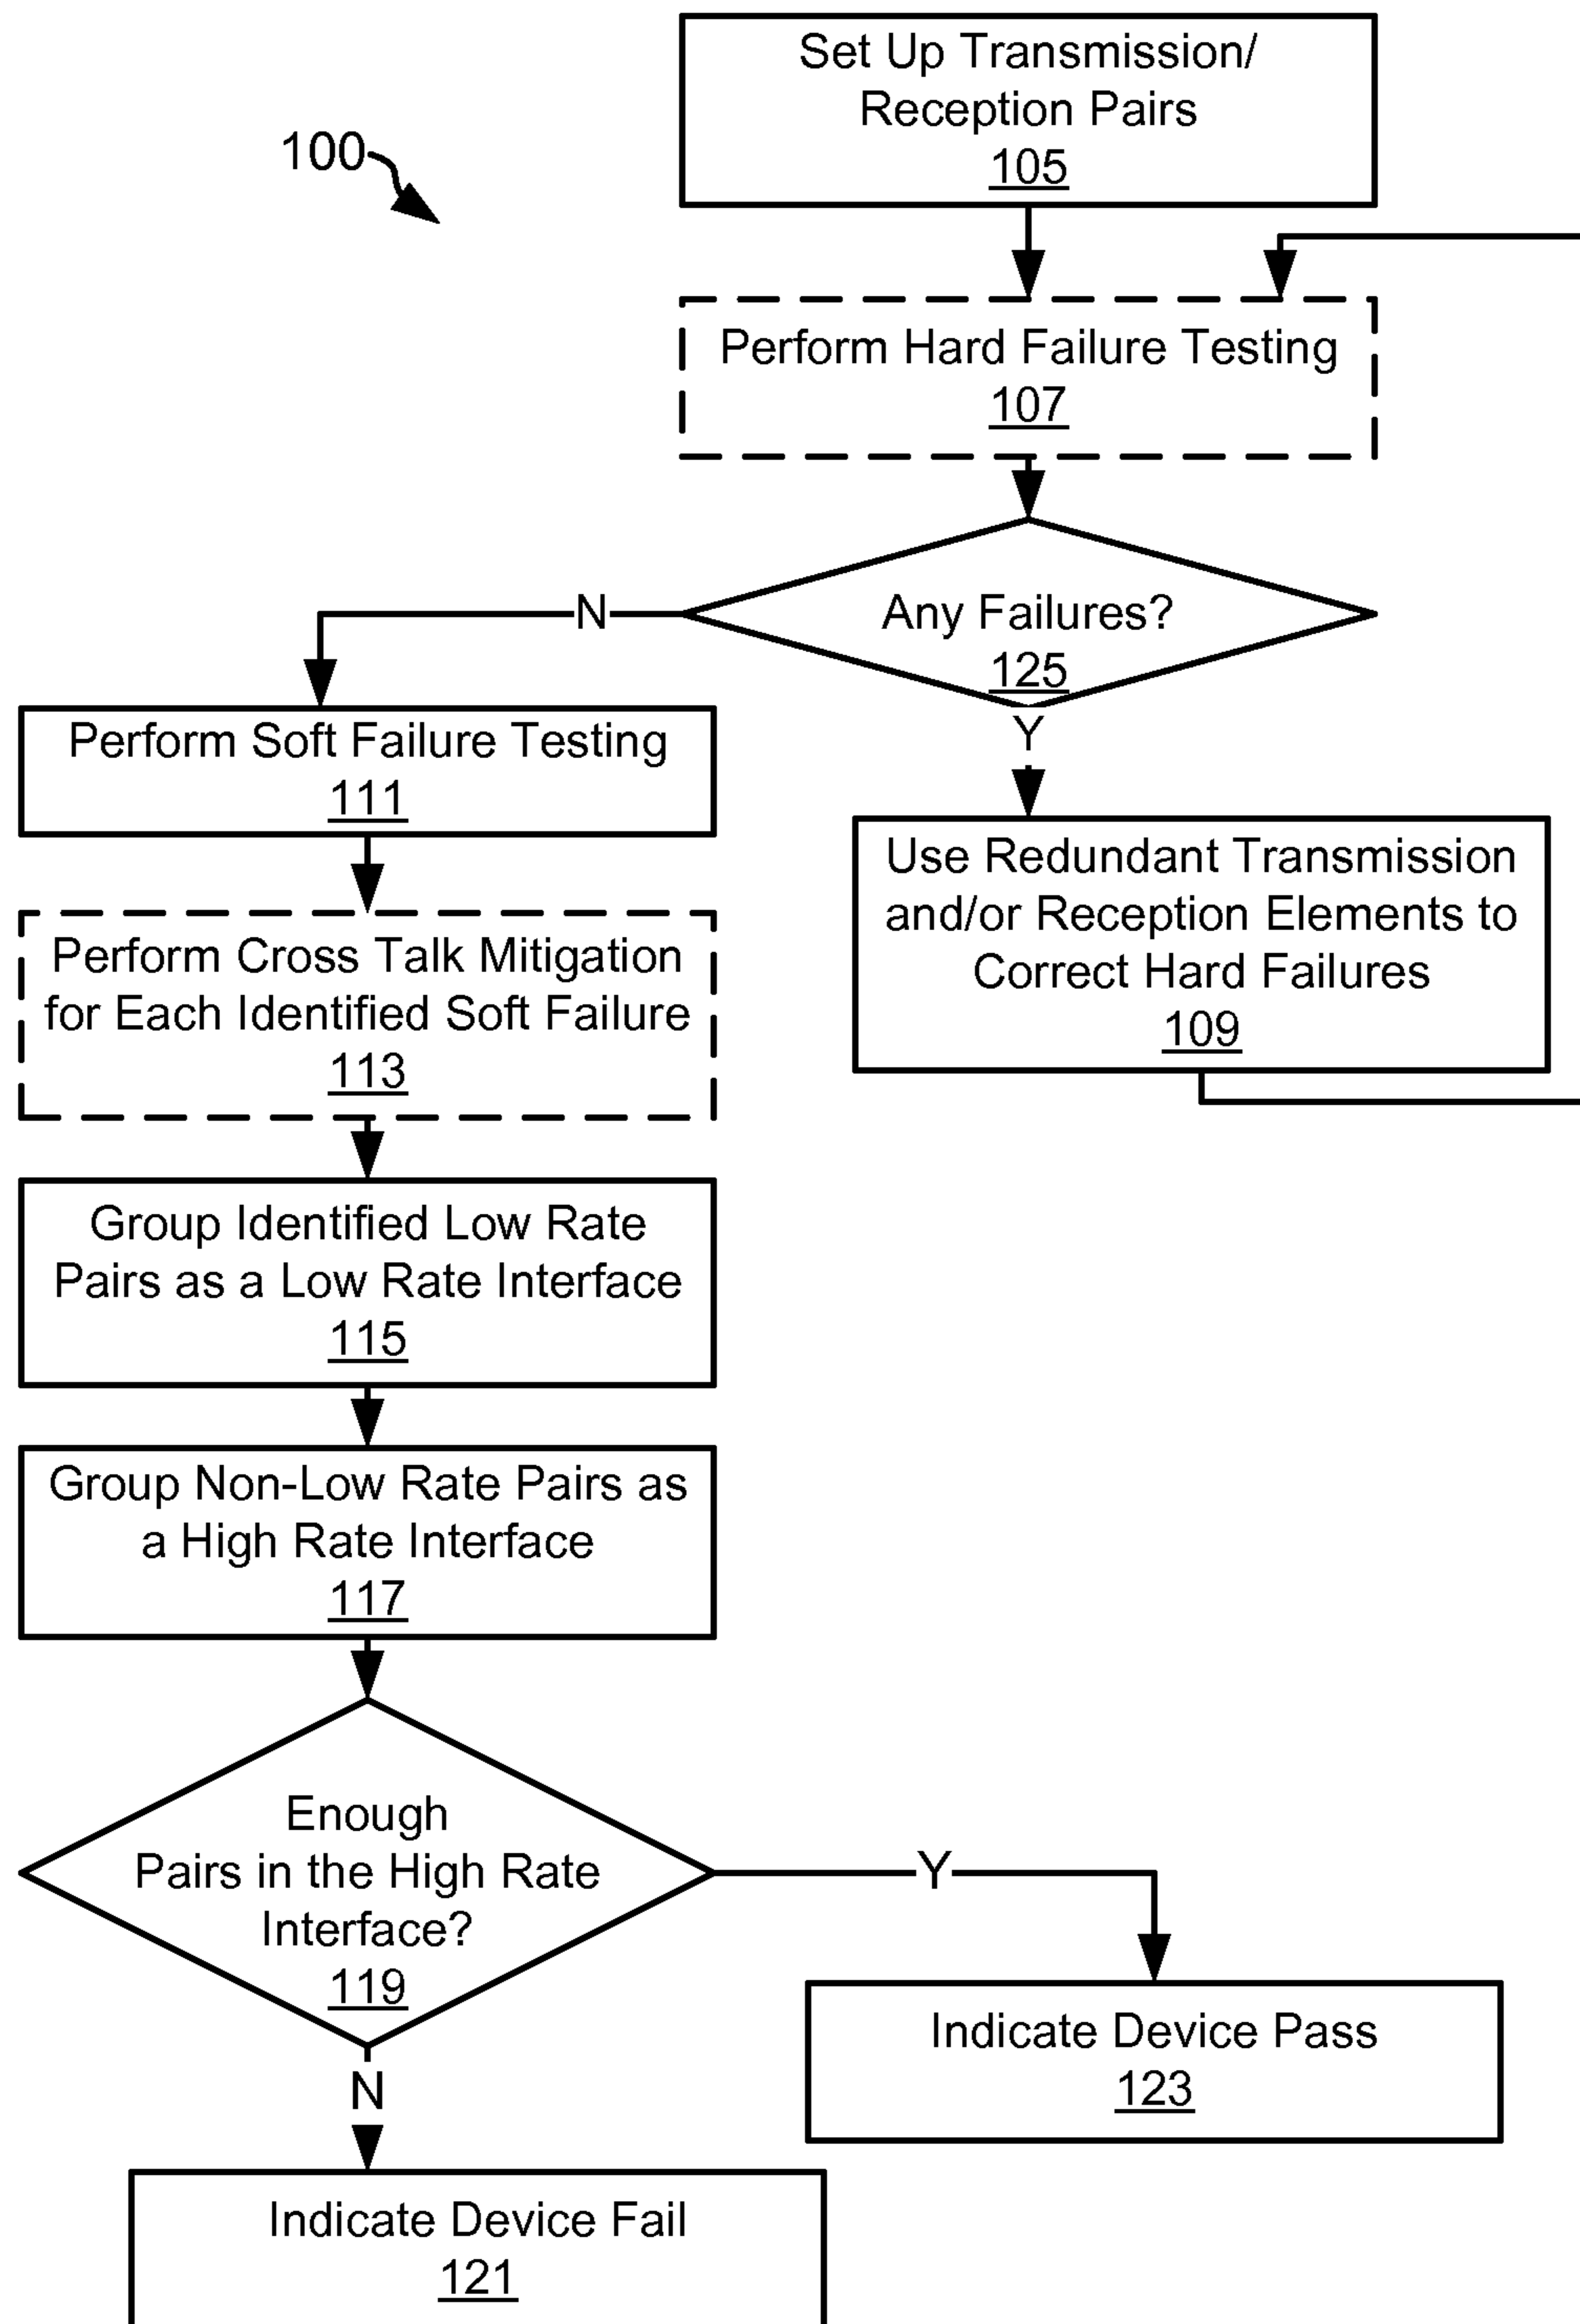 Set Up Transmission/
Reception Pairs
105
100
Perform Hard Failure Testing
107
N
Any Failures?
125
Y
Perform Soft Failure Testing
111
Use Redundant Transmission
and/or Reception Elements to
Correct Hard Failures
109
Perform Cross Talk Mitigation
for Each Identified Soft Failure
113
Group Identified Low Rate
Pairs as a Low Rate Interface
115
Group Non-Low Rate Pairs as
a High Rate Interface
117
Enough
Pairs in the High Rate
Interface?
119
Y
N
Indicate Device Pass
123
Indicate Device Fail
121